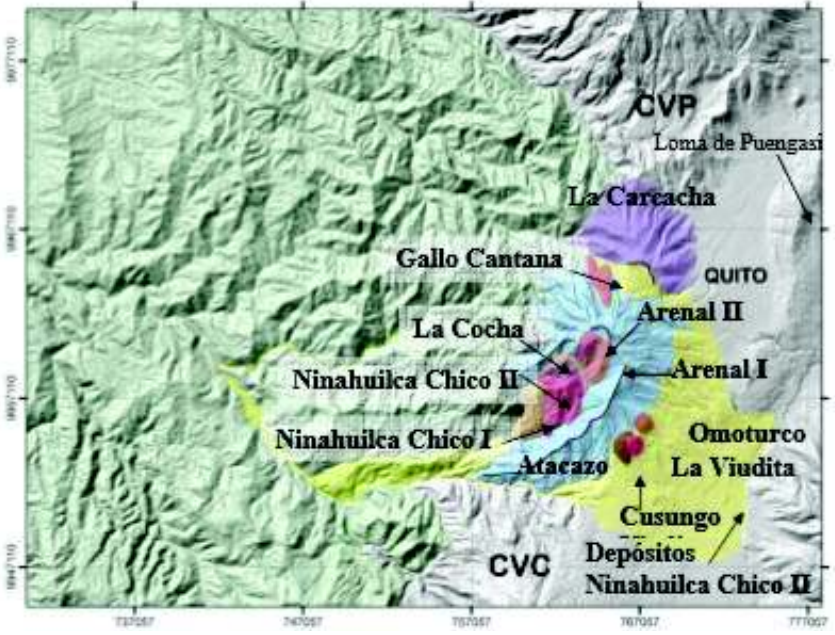 CVP
Loma de Puengasi
La Carcacha
Gallo Cantana
QUITO
Arenal II
La Cocha
Arenal I
Ninahuilca Chico II
Ninahuilca Chico I
Omoturco
Atacazo
La Viudita
Cusungo
Depósitos
CVC
Ninahuilca Chico II
737057
747057
757057
767057
777057